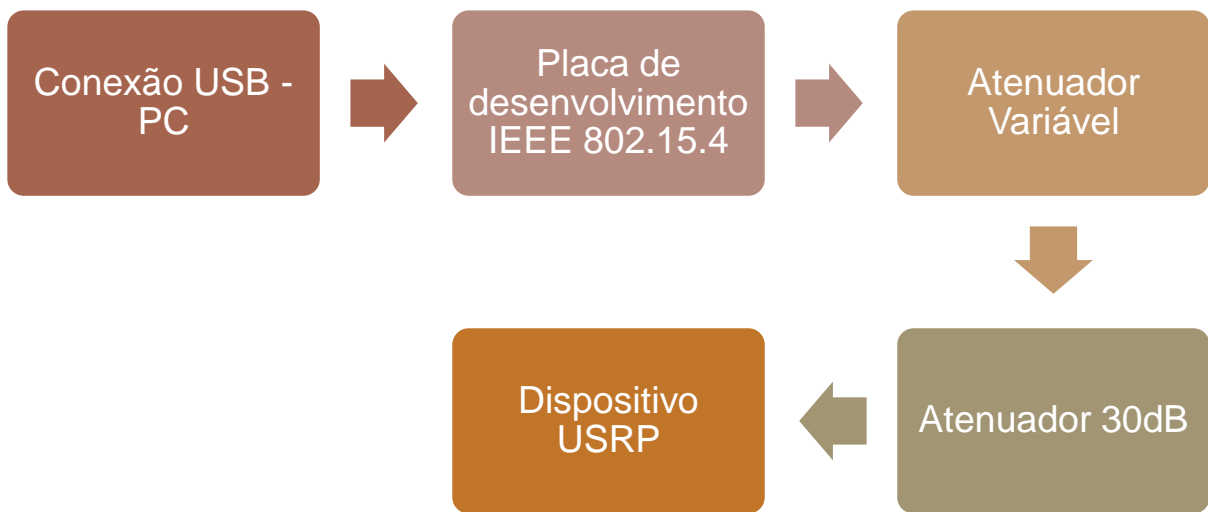 Conexão USB -
PC
Placa de
desenvolvimento
IEEE 802.15.4
Atenuador
Variável
Atenuador 30dB
Dispositivo
USRP